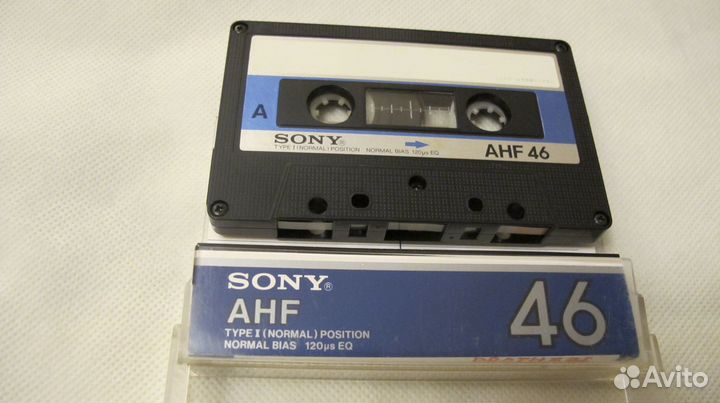 A
SONY®
TYPE I (NORMAL) POSITION NORMAL BIAS 120µs EQ
AHF 46
SONY®
AHF
TYPE I (NORMAL) POSITION
NORMAL BIAS 120µs EQ
46
Avito